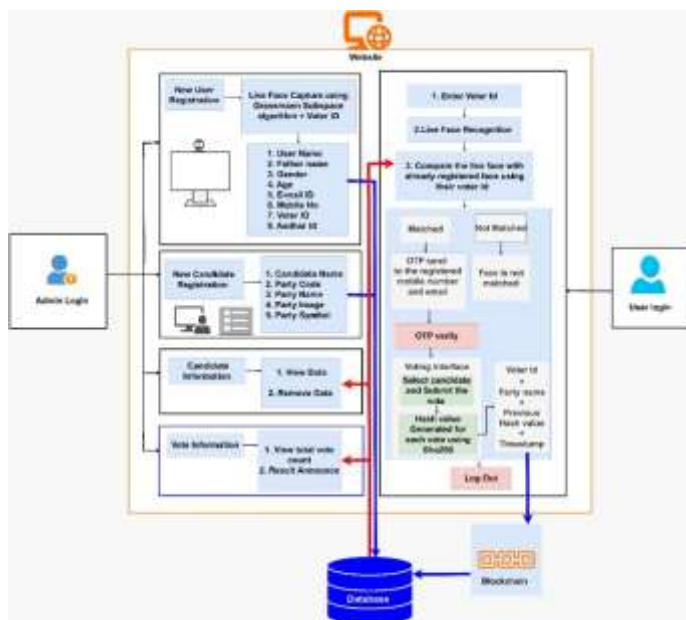 Website
New User
Registration
Live Face Capture using
Grassmann Subspace
algorithm + Voter ID
1. User Name
2. Father name
3. Gender
4. Age
5. E-mail ID
6. Mobile No
7. Voter ID
8. Aadhar ID
New Candidate
Registration
1. Candidate Name
2. Party Code
3. Party Name
4. Party Image
5. Party Symbol
Candidate
Information
1. View Data
2. Remove Data
Vote Information
1. View total vote
count
2. Result Announce
Admin Login
1. Enter Voter Id
2.Live Face Recognition
3. Compare the live face with
already registered face using
their voter id
Matched
Not Matched
OTP send
to the registered
mobile number
and email
Face is not
matched
OTP verify
Voting Interface
Select candidate
and Submit the
vote
Hash value
Generated for
each vote using
Sha256
Voter Id
+
Party name
+
Previous
Hash value
+
Timestamp
Log Out
User login
Blockchain
Database